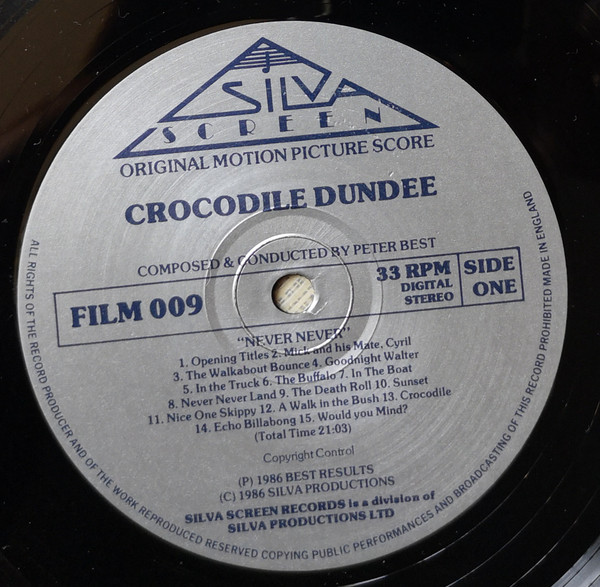 SILVA
SCREEN
ORIGINAL MOTION PICTURE SCORE
CROCODILE DUNDEE
COMPOSED & CONDUCTED BY PETER BEST
FILM 009
33 RPM
DIGITAL
STEREO
SIDE
ONE
"NEVER NEVER"
1. Opening Titles 2. Mick and his Mate, Cyril
3. The Walkabout Bounce 4. Goodnight Walter
5. In the Truck 6. The Buffalo 7. In The Boat
8. Never Never Land 9. The Death Roll 10. Sunset
11. Nice One Skippy 12. A Walk in the Bush 13. Crocodile
14. Echo Billabong 15. Would you Mind?
(Total Time 21:03)
Copyright Control
(P) 1986 BEST RESULTS
(C) 1986 SILVA PRODUCTIONS
SILVA SCREEN RECORDS is a division of
SILVA PRODUCTIONS LTD
ALL RIGHTS OF THE RECORD PRODUCER AND OF THE WORK REPRODUCED RESERVED COPYING PUBLIC PERFORMANCES AND BROADCASTING OF THIS RECORD PROHIBITED MADE IN ENGLAND